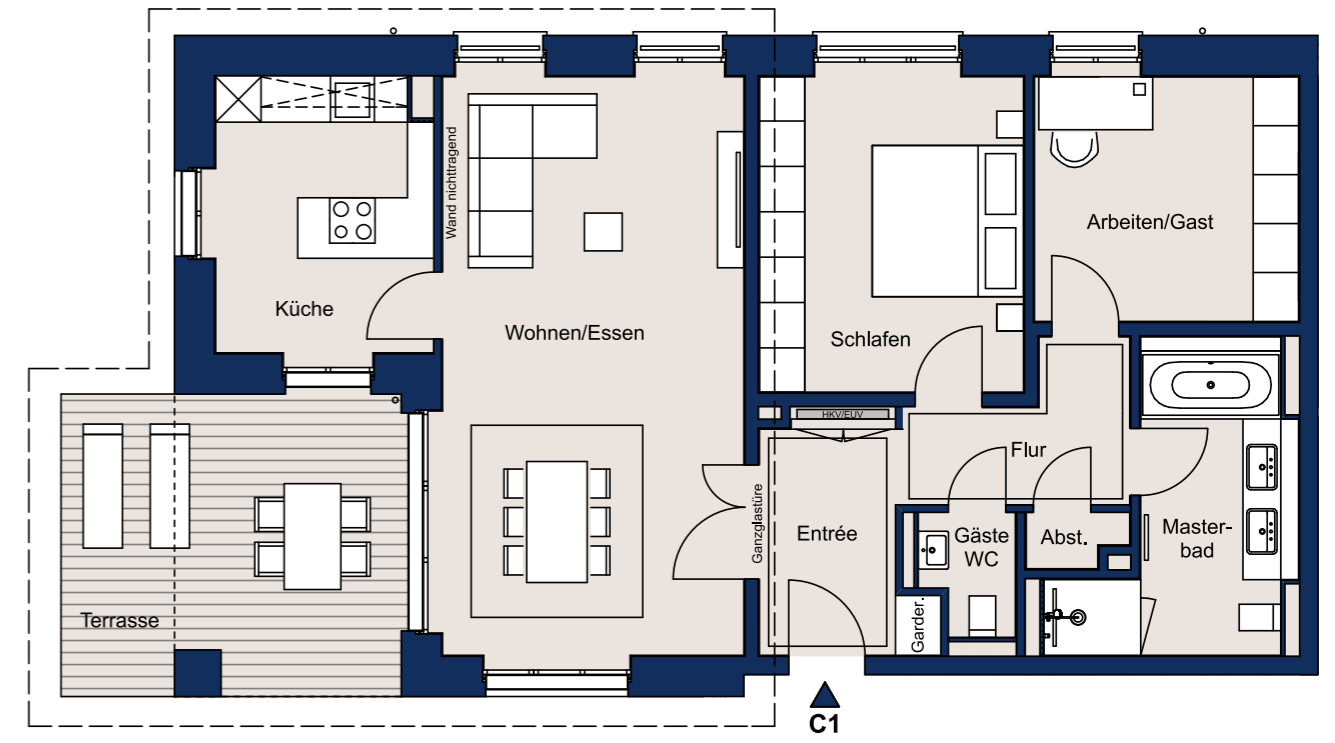 Wand nichttragend
Küche
Wohnen/Essen
Schlafen
Arbeiten/Gast
HKV/EUV
Flur
Ganzglastüre
Entrée
Gäste
WC
Abst.
Master-
bad
Garder.
Terrasse
C1